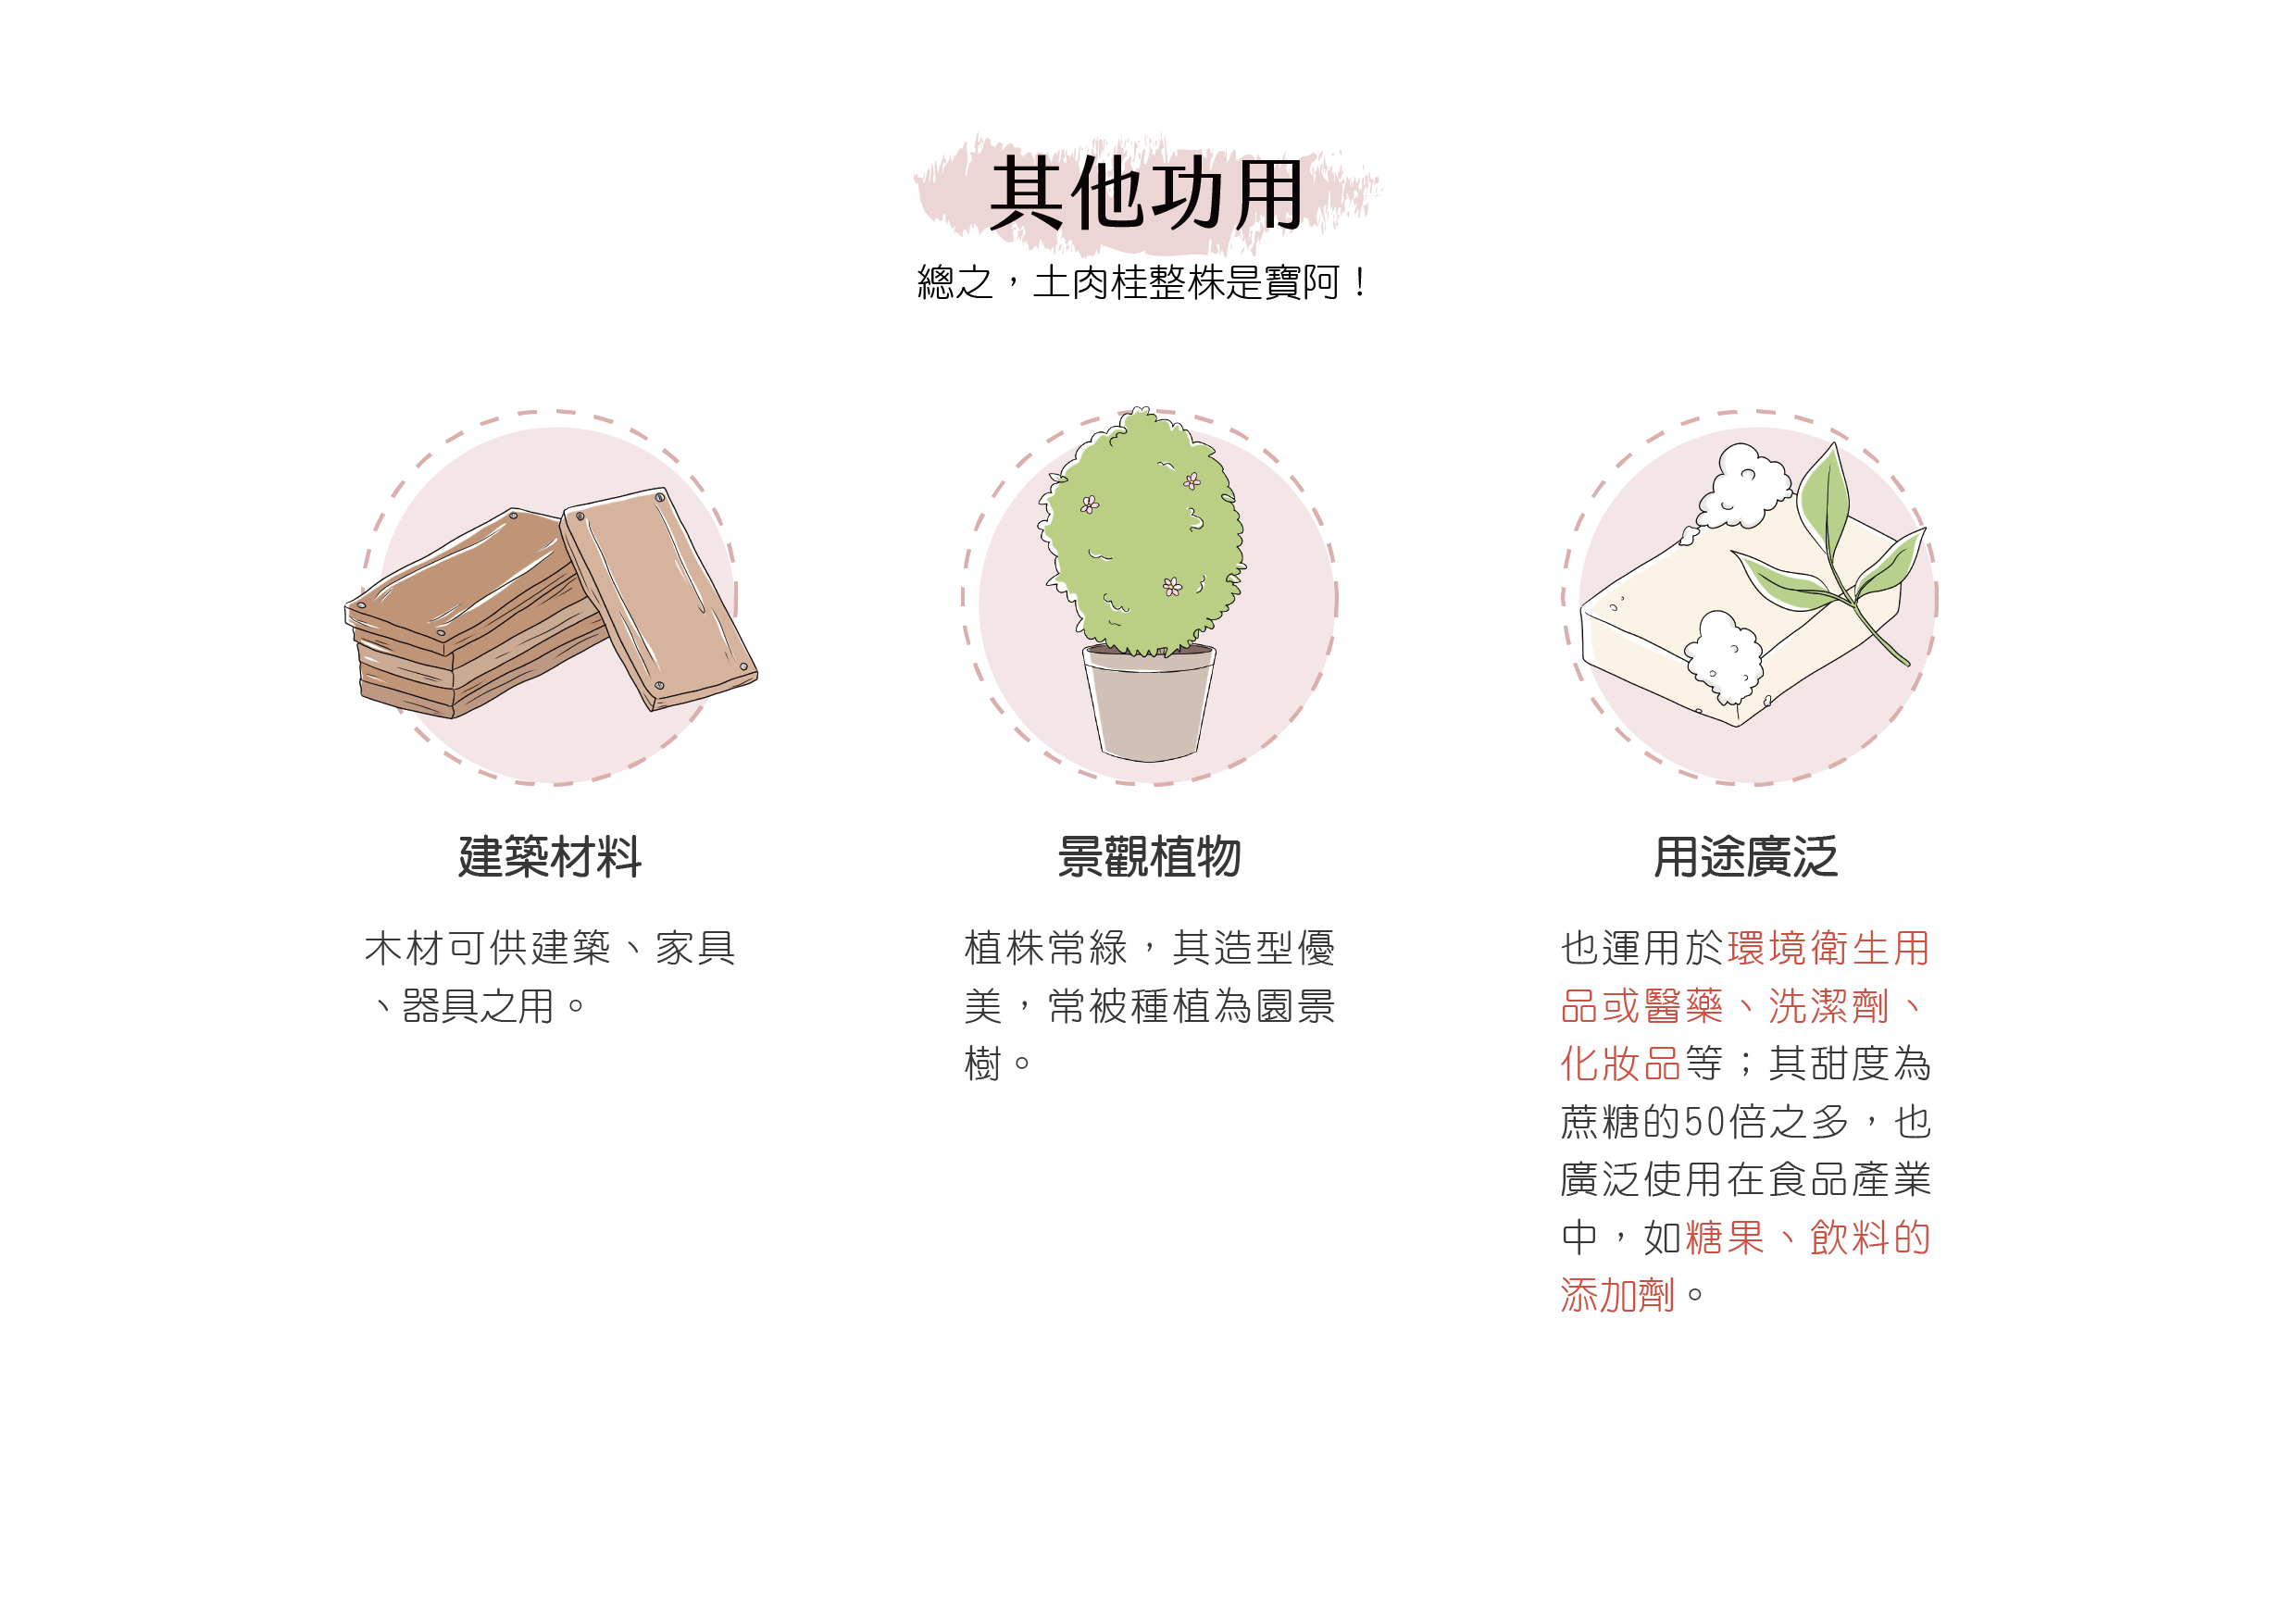 其他功用
總之，土肉桂整株是寶阿！
建築材料
木材可供建築、家具
、器具之用。
景觀植物
植株常綠，其造型優
美，常被種植為園景
樹。
用途廣泛
也運用於環境衛生用
品或醫藥、洗潔劑、
化妝品等；其甜度為
蔗糖的50倍之多，也
廣泛使用在食品產業
中，如糖果、飲料的
添加劑。